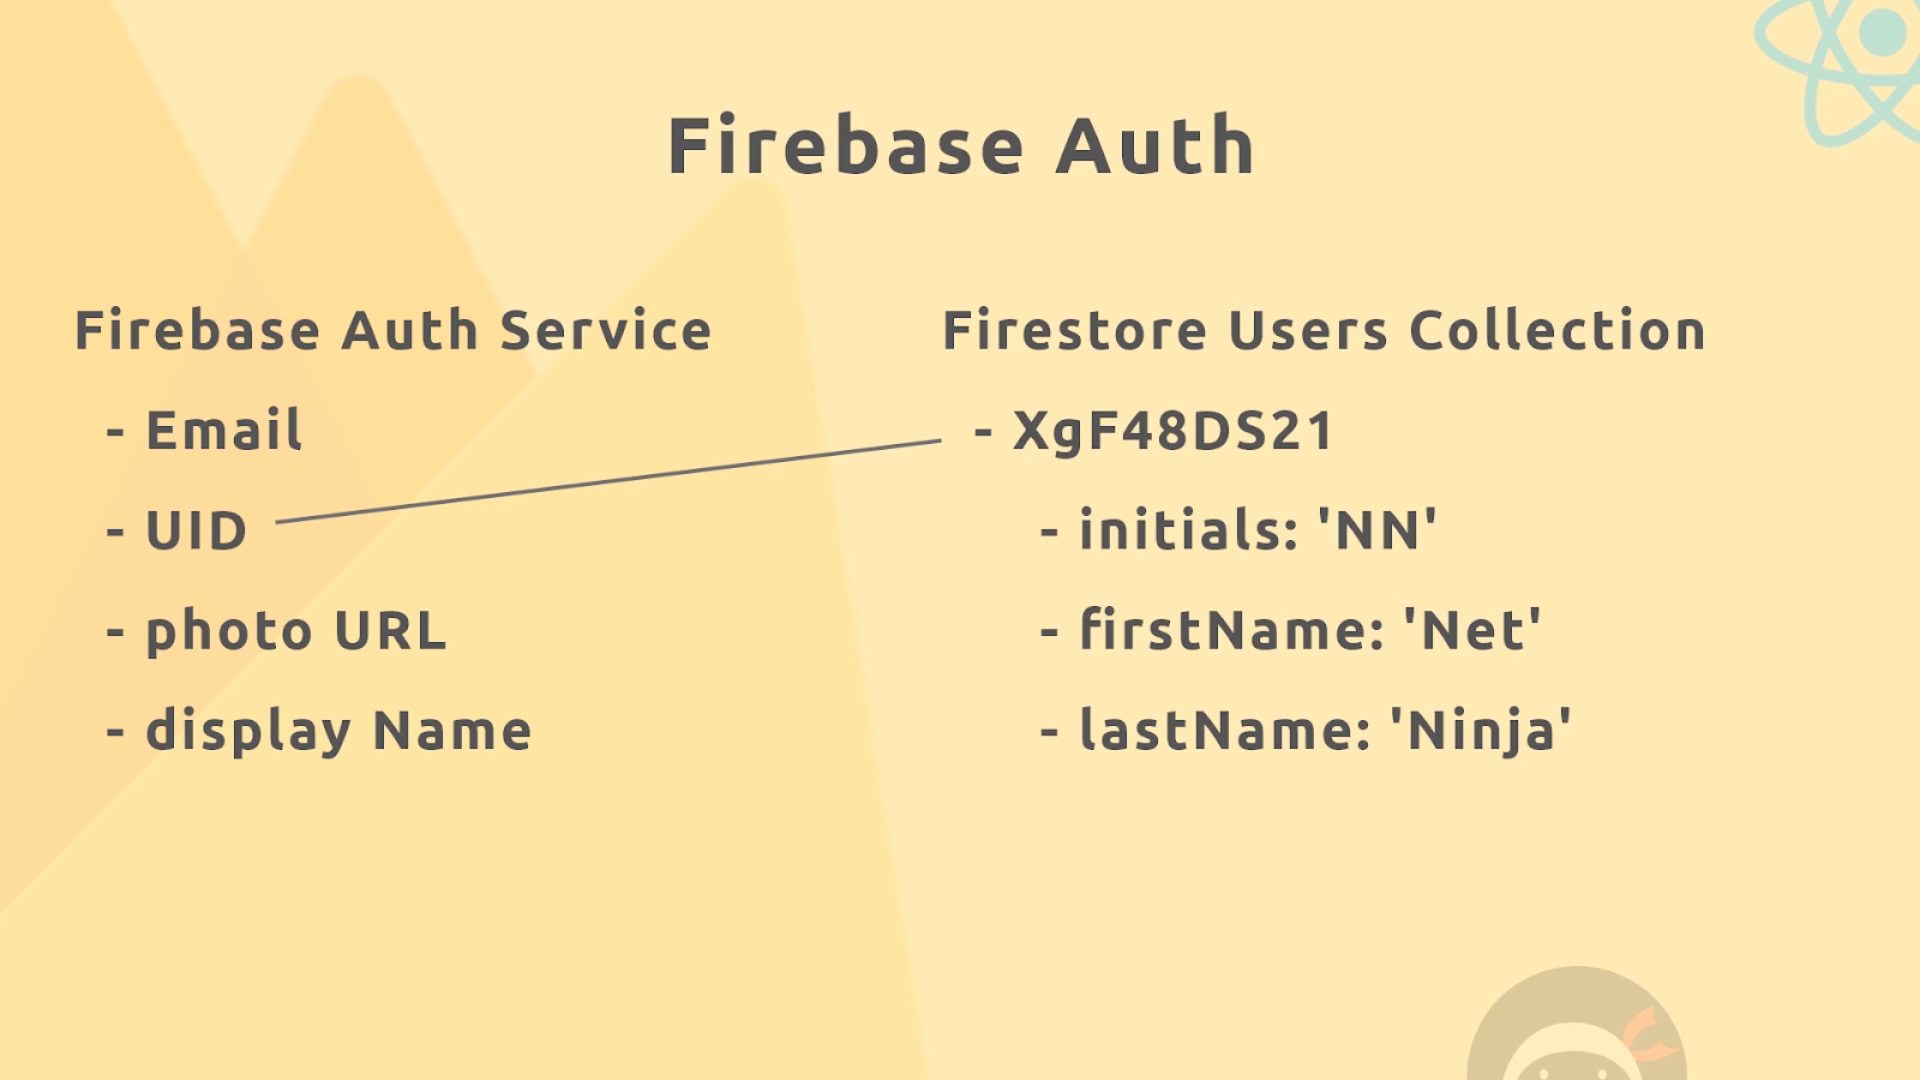 Firebase Auth
Firebase Auth Service
- Email
- UID
- photo URL
- display Name
Firestore Users Collection
- XgF48DS21
- initials: 'NN'
- firstName: 'Net'
- lastName: 'Ninja'